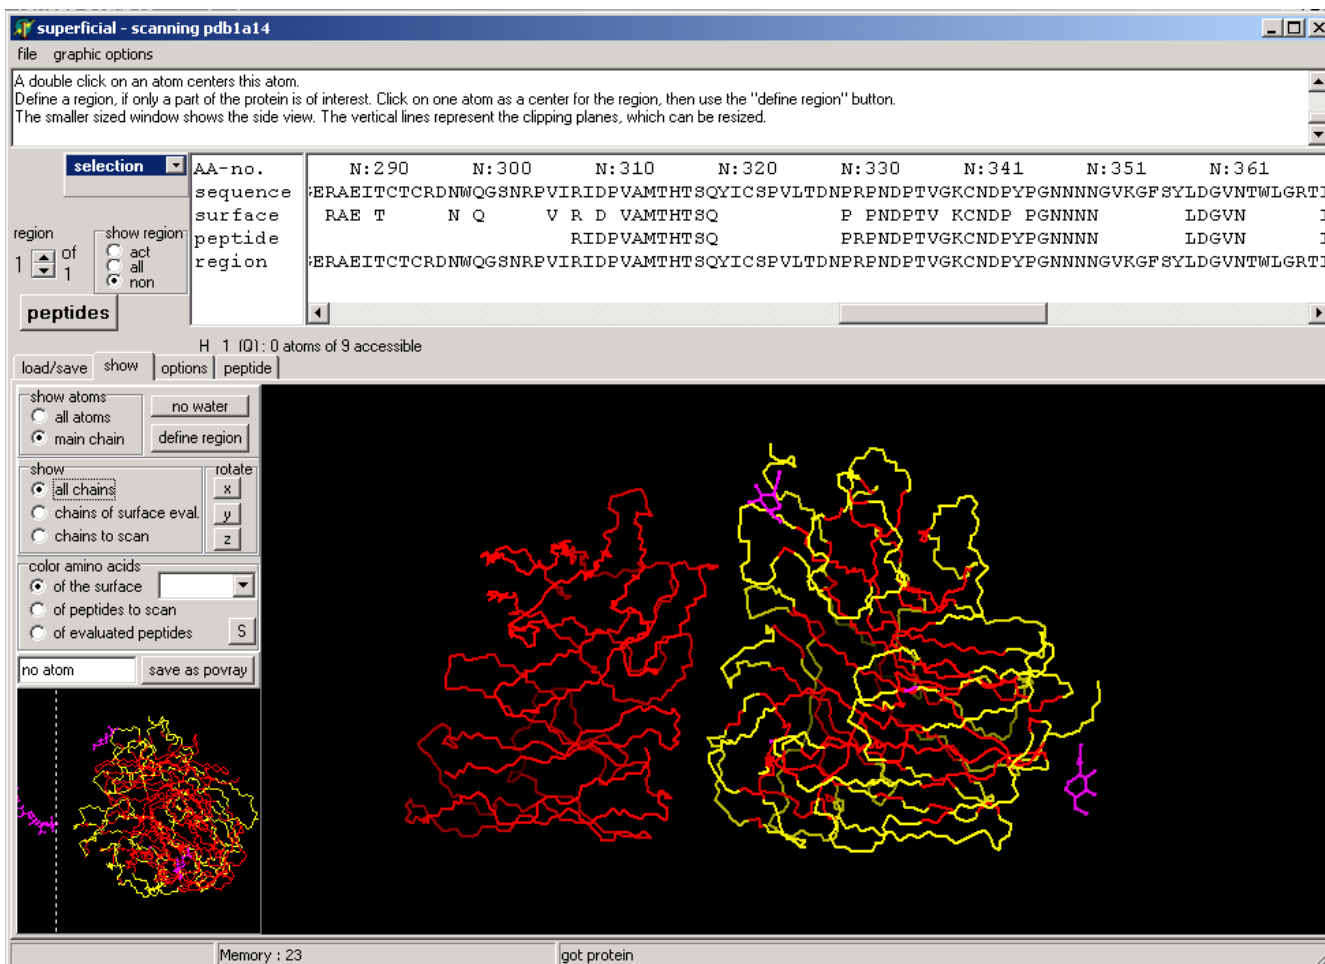 superficial - scanning pdb1a14
file graphic options
A double click on an atom centers this atom.
Define a region, if only a part of the protein is of interest. Click on one atom as a center for the region, then use the "define region" button.
The smaller sized window shows the side view. The vertical lines represent the clipping planes, which can be resized.
selection
AA-no. N:290 N:300 N:310 N:320 N:330 N:341 N:351 N:361
sequence ERAEITCTCRDNWQGSNRPVIRIDPVAMTHTSQYICSPVLTDNPRPNDPTVGKCNDPYPGNNNNGVKGFSYLDGVNTWLGRTI
surface RAE T N Q V R D VAMTHTSQ P PNDPTV KCNDP PGNNNN LDGVN I
peptide RIDPVAMTHTSQ PRPNDPTVGKCNDPYPGNNNN LDGVN I
region ERAEITCTCRDNWQGSNRPVIRIDPVAMTHTSQYICSPVLTDNPRPNDPTVGKCNDPYPGNNNNGVKGFSYLDGVNTWLGRTI
region
1 of 1
show region
act
all
non
peptides
H 1 (Q): 0 atoms of 9 accessible
load/save show options peptide
show atoms
all atoms
main chain
no water
define region
show
all chains
chains of surface eval.
chains to scan
rotate
x
y
z
color amino acids
of the surface
of peptides to scan
of evaluated peptides
S
no atom
save as povray
Memory : 23
got protein